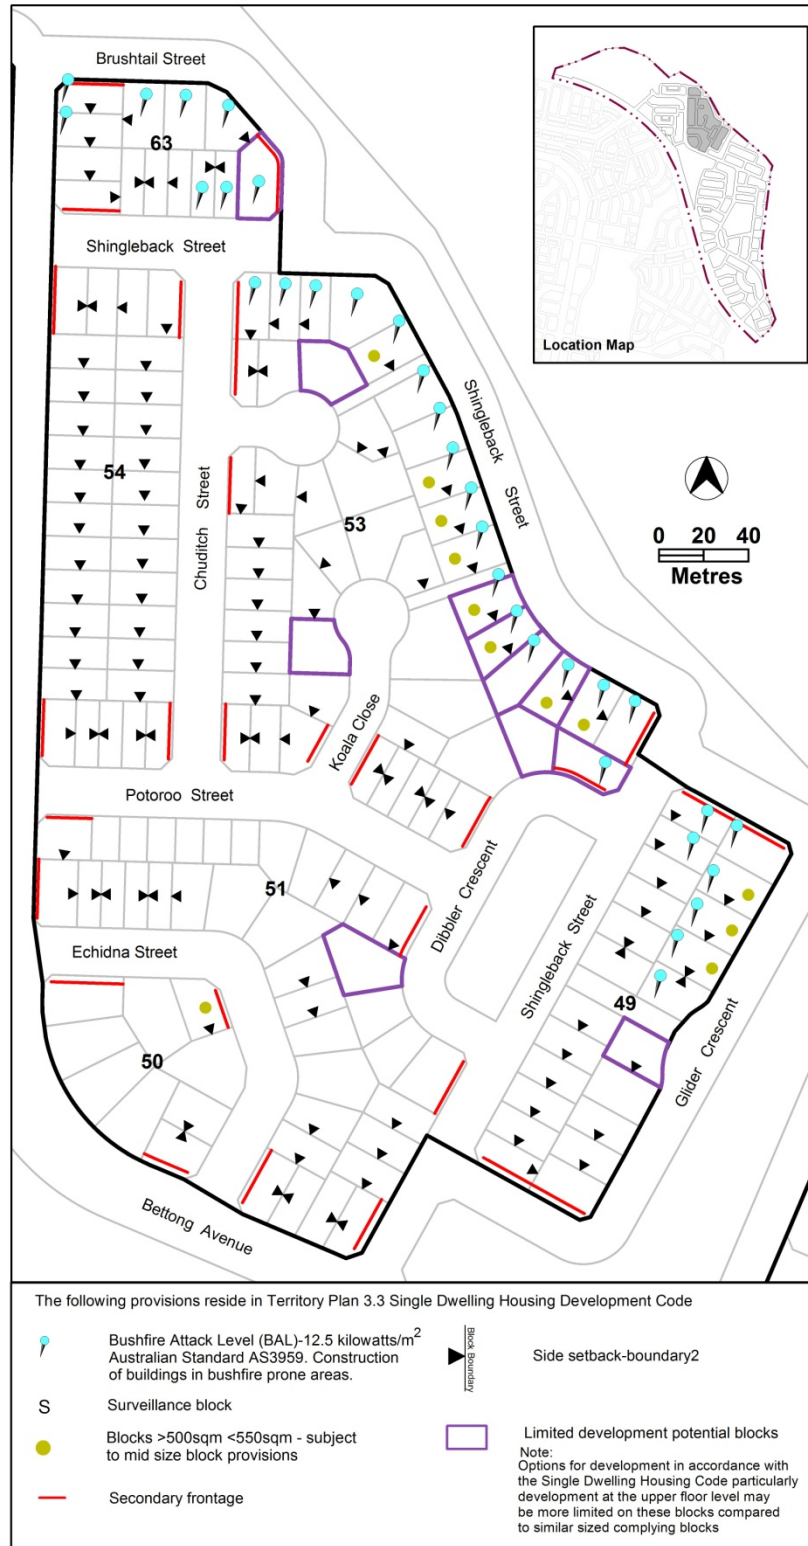 Brushtail Street
63
Shingleback Street
Location Map
54
Chuditch Street
53
Shingleback Street
0 20 40
Metres
Koala Close
Potoroo Street
51
Dibbler Crescent
Shingleback Street
Echidna Street
49
Glider Crescent
50
Bettong Avenue
The following provisions reside in Territory Plan 3.3 Single Dwelling Housing Development Code
Bushfire Attack Level (BAL)-12.5 kilowatts/m²
Australian Standard AS3959. Construction
of buildings in bushfire prone areas.
Block Boundary
Side setback-boundary2
S
Surveillance block
Blocks >500sqm <550sqm - subject
to mid size block provisions
Secondary frontage
Limited development potential blocks
Note:
Options for development in accordance with
the Single Dwelling Housing Code particularly
development at the upper floor level may
be more limited on these blocks compared
to similar sized complying blocks